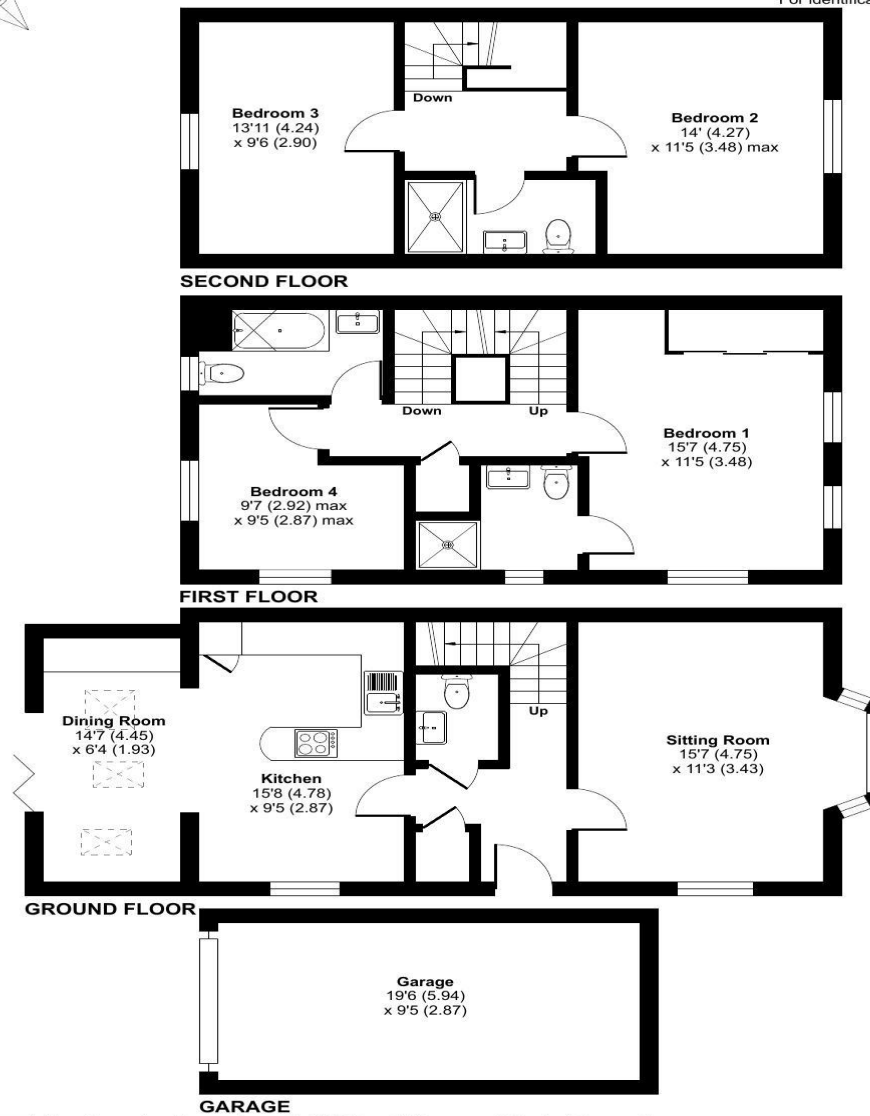 Bedroom 3
13'11 (4.24)
x 9'6 (2.90)
Down
Bedroom 2
14' (4.27)
x 11'5 (3.48) max
SECOND FLOOR
Down
Up
Bedroom 1
15'7 (4.75)
x 11'5 (3.48)
Bedroom 4
9'7 (2.92) max
x 9'5 (2.87) max
FIRST FLOOR
Dining Room
14'7 (4.45)
x 6'4 (1.93)
Kitchen
15'8 (4.78)
x 9'5 (2.87)
Up
Sitting Room
15'7 (4.75)
x 11'3 (3.43)
GROUND FLOOR
Garage
19'6 (5.94)
x 9'5 (2.87)
GARAGE